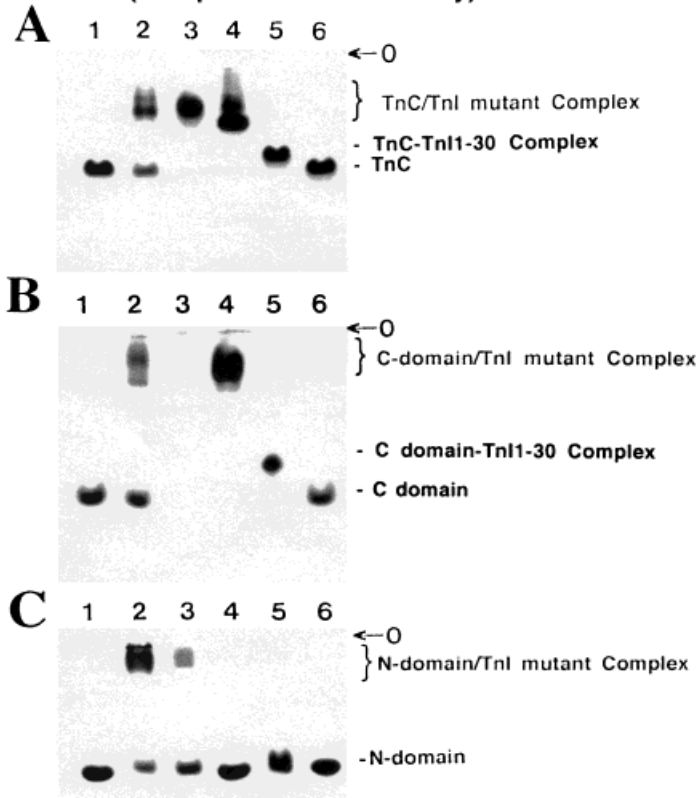 A 1 2 3 4 5 6
←O
} TnC/TnI mutant Complex
- TnC-TnI1-30 Complex
- TnC
B 1 2 3 4 5 6
←O
} C-domain/TnI mutant Complex
- C domain-TnI1-30 Complex
- C domain
C 1 2 3 4 5 6
←O
} N-domain/TnI mutant Complex
-N-domain